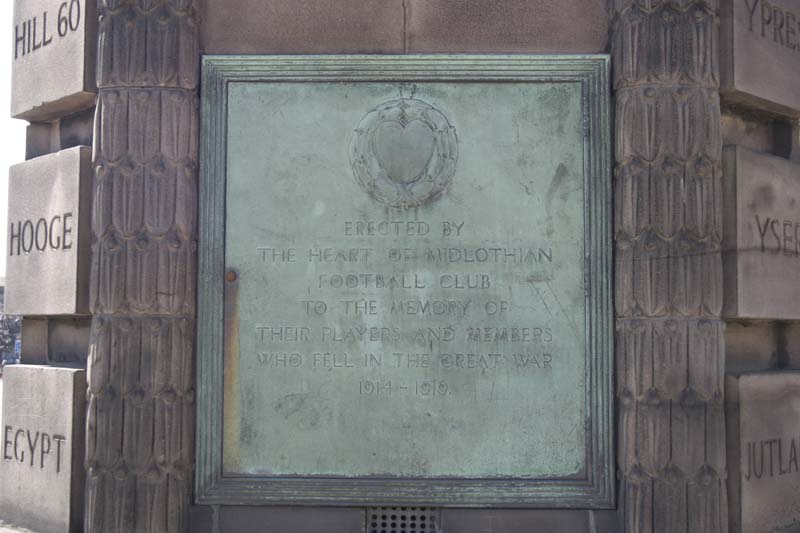 HILL 60
HOOGE
EGYPT
ERECTED BY
THE HEART OF MIDLOTHIAN
FOOTBALL CLUB
TO THE MEMORY OF
THEIR PLAYERS AND MEMBERS
WHO FELL IN THE GREAT WAR
1914-1919.
YPRES
YSER
JUTLA